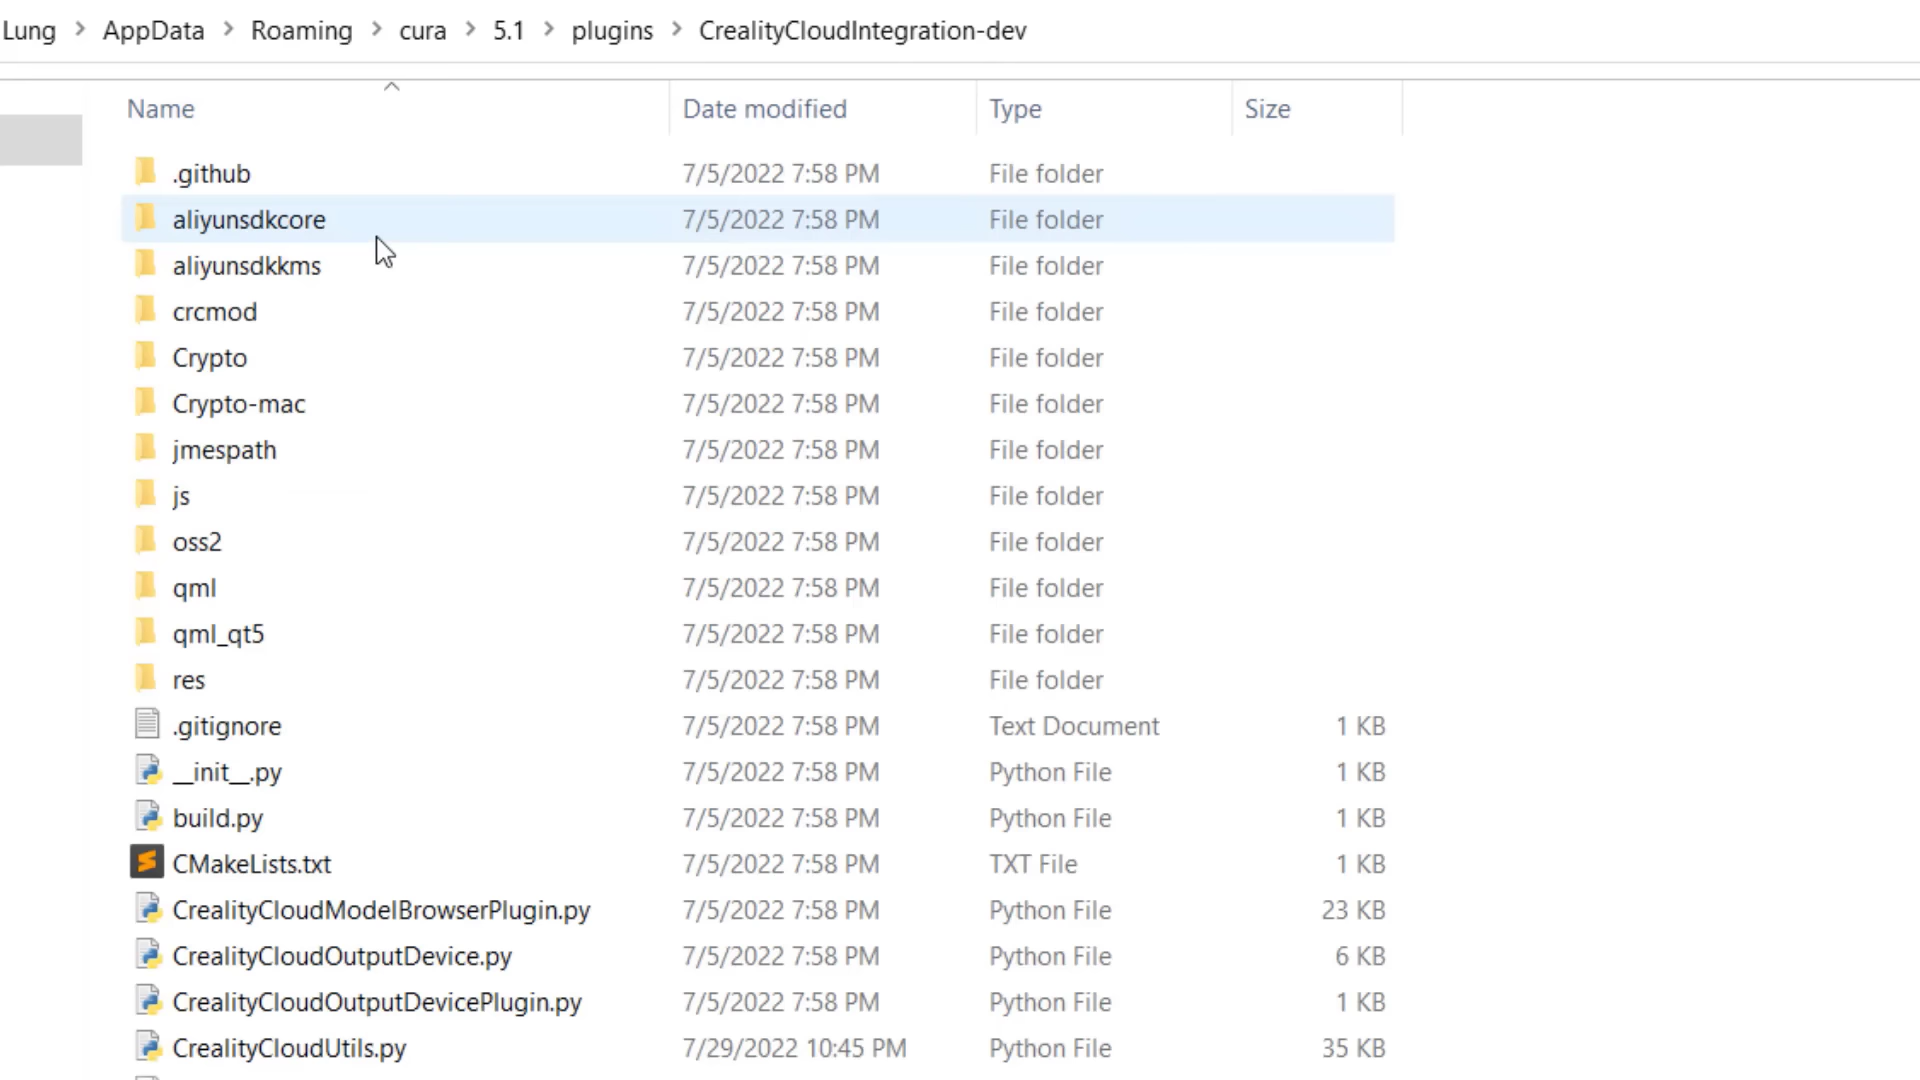 Lung > AppData > Roaming > cura > 5.1 > plugins > CrealityCloudIntegration-dev
Name Date modified Type Size
.github 7/5/2022 7:58 PM File folder
aliyunsdkcore 7/5/2022 7:58 PM File folder
aliyunsdkkms 7/5/2022 7:58 PM File folder
crcmod 7/5/2022 7:58 PM File folder
Crypto 7/5/2022 7:58 PM File folder
Crypto-mac 7/5/2022 7:58 PM File folder
jmespath 7/5/2022 7:58 PM File folder
js 7/5/2022 7:58 PM File folder
oss2 7/5/2022 7:58 PM File folder
qml 7/5/2022 7:58 PM File folder
qml_qt5 7/5/2022 7:58 PM File folder
res 7/5/2022 7:58 PM File folder
.gitignore 7/5/2022 7:58 PM Text Document 1 KB
__init__.py 7/5/2022 7:58 PM Python File 1 KB
build.py 7/5/2022 7:58 PM Python File 1 KB
CMakeLists.txt 7/5/2022 7:58 PM TXT File 1 KB
CrealityCloudModelBrowserPlugin.py 7/5/2022 7:58 PM Python File 23 KB
CrealityCloudOutputDevice.py 7/5/2022 7:58 PM Python File 6 KB
CrealityCloudOutputDevicePlugin.py 7/5/2022 7:58 PM Python File 1 KB
CrealityCloudUtils.py 7/29/2022 10:45 PM Python File 35 KB